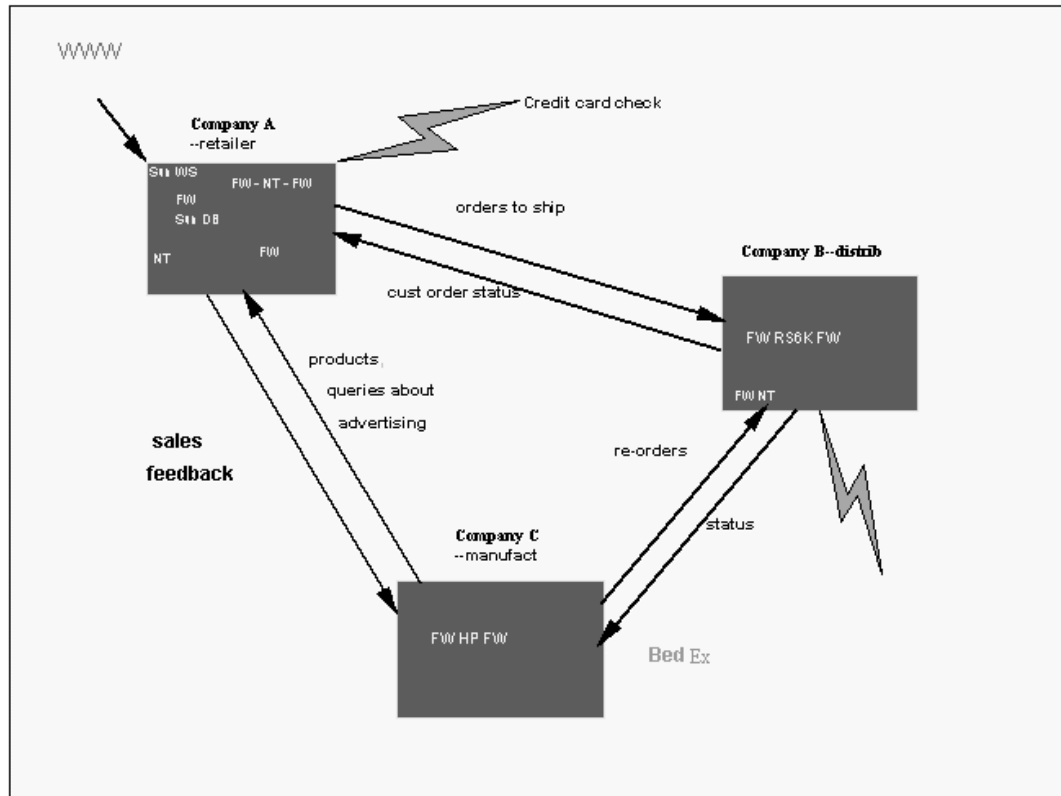 WWW
Credit card check
Company A
--retailer
Sun WS
FW - NT - FW
FW
Sun DB
NT
FW
orders to ship
cust order status
Company B--distrib
FW RS6K FW
FW NT
products,
queries about
advertising
sales
feedback
re-orders
status
Company C
--manufact
FW HP FW
Bed Ex